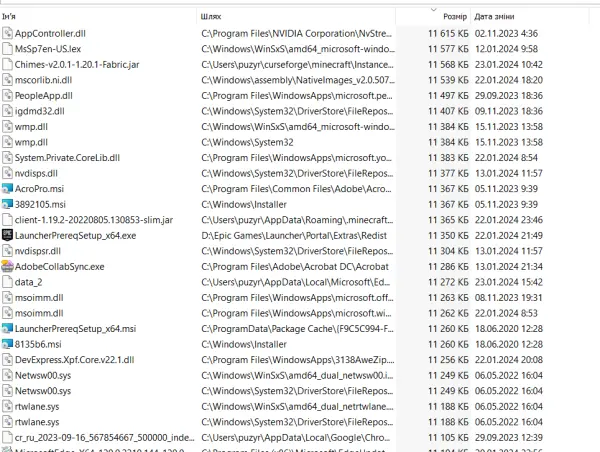 Ім'я Шлях Розмір Дата зміни
AppController.dll C:\Program Files\NVIDIA Corporation\NvStre... 11 615 КБ 02.11.2023 4:36
MsSp7en-US.lex C:\Windows\WinSxS\amd64_microsoft-windo... 11 577 КБ 12.01.2024 9:58
Chimes-v2.0.1-1.20.1-Fabric.jar C:\Users\puzyr\curseforge\minecraft\Instance... 11 568 КБ 23.01.2024 10:42
mscorlib.ni.dll C:\Windows\assembly\NativeImages_v2.0.507... 11 539 КБ 22.01.2024 18:20
PeopleApp.dll C:\Program Files\WindowsApps\microsoft.pe... 11 497 КБ 29.09.2023 18:36
igdmd32.dll C:\Windows\System32\DriverStore\FileRepos... 11 407 КБ 09.11.2023 18:36
wmp.dll C:\Windows\WinSxS\amd64_microsoft-windo... 11 384 КБ 15.11.2023 13:58
wmp.dll C:\Windows\System32 11 384 КБ 15.11.2023 13:58
System.Private.CoreLib.dll C:\Program Files\WindowsApps\microsoft.yo... 11 383 КБ 22.01.2024 8:54
nvdisps.dll C:\Windows\System32\DriverStore\FileRepos... 11 377 КБ 13.01.2024 11:57
AcroPro.msi C:\Program Files\Common Files\Adobe\Acro... 11 367 КБ 05.11.2023 9:39
3892105.msi C:\Windows\Installer 11 367 КБ 05.11.2023 9:39
client-1.19.2-20220805.130853-slim.jar C:\Users\puzyr\AppData\Roaming\.minecraft... 11 365 КБ 22.01.2024 23:46
LauncherPrereqSetup_x64.exe D:\Epic Games\Launcher\Portal\Extras\Redist 11 350 КБ 22.01.2024 21:49
nvdispsr.dll C:\Windows\System32\DriverStore\FileRepos... 11 304 КБ 13.01.2024 11:57
AdobeCollabSync.exe C:\Program Files\Adobe\Acrobat DC\Acrobat 11 286 КБ 13.01.2024 21:34
data_2 C:\Users\puzyr\AppData\Local\Microsoft\Ed... 11 272 КБ 23.01.2024 15:42
msoimm.dll C:\Program Files\WindowsApps\microsoft.off... 11 263 КБ 08.11.2023 19:31
msoimm.dll C:\Program Files\WindowsApps\microsoft.wi... 11 262 КБ 22.01.2024 8:53
LauncherPrereqSetup_x64.msi C:\ProgramData\Package Cache\{F9C5C994-F... 11 260 КБ 18.06.2020 12:28
8135b6.msi C:\Windows\Installer 11 260 КБ 18.06.2020 12:28
DevExpress.Xpf.Core.v22.1.dll C:\Program Files\WindowsApps\3138AweZip... 11 256 КБ 22.01.2024 20:08
Netwsw00.sys C:\Windows\WinSxS\amd64_dual_netwsw00.i... 11 249 КБ 06.05.2022 16:04
Netwsw00.sys C:\Windows\System32\DriverStore\FileRepos... 11 249 КБ 06.05.2022 16:04
rtwlane.sys C:\Windows\WinSxS\amd64_dual_netrtwlane... 11 188 КБ 06.05.2022 16:04
rtwlane.sys C:\Windows\System32\DriverStore\FileRepos... 11 188 КБ 06.05.2022 16:04
cr_ru_2023-09-16_567854667_500000_inde... C:\Users\puzyr\AppData\Local\Google\Chro... 11 105 КБ 29.09.2023 12:39